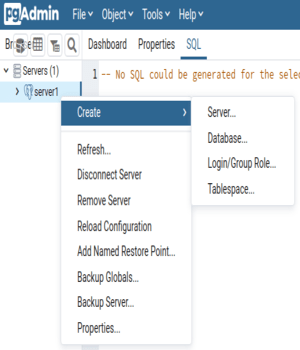 pgAdmin File Object Tools Help
Dashboard Properties SQL
Servers (1)
1 -- No SQL could be generated for the
server1
Create
Server...
Database...
Login/Group Role...
Tablespace...
Refresh...
Disconnect Server
Remove Server
Reload Configuration
Add Named Restore Point...
Backup Globals...
Backup Server...
Properties...